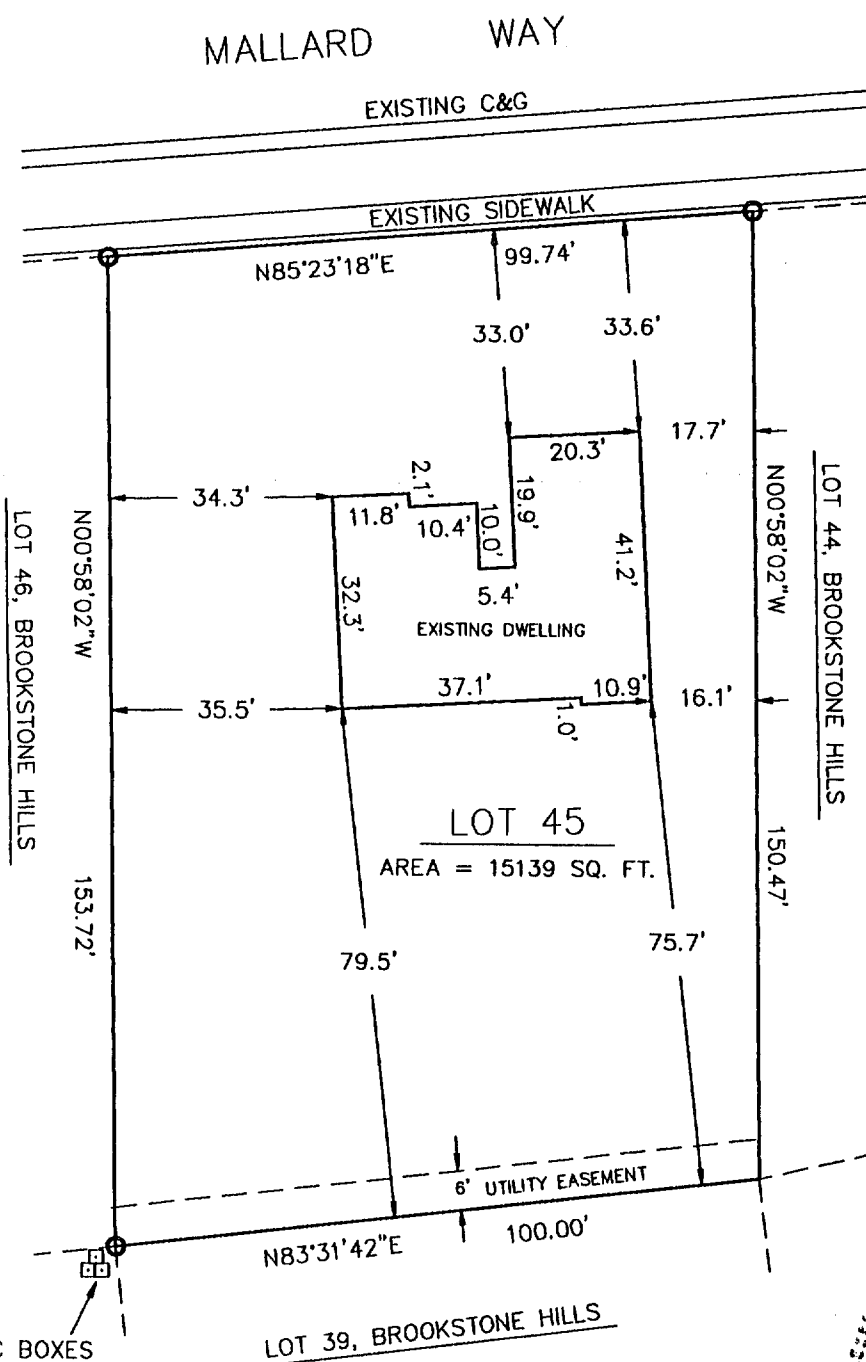 MALLARD WAY
EXISTING C&G
EXISTING SIDEWALK
N85°23'18"E
99.74'
33.0'
33.6'
20.3'
17.7'
34.3'
11.8'
2.1'
10.4'
10.0'
19.9'
5.4'
41.2'
32.3'
EXISTING DWELLING
35.5'
37.1'
1.0'
10.9'
16.1'
LOT 46, BROOKSTONE HILLS
N00°58'02"W
153.72'
N00°58'02"W
150.47'
LOT 44, BROOKSTONE HILLS
LOT 45
AREA = 15139 SQ. FT.
79.5'
75.7'
6' UTILITY EASEMENT
N83°31'42"E
100.00'
C BOXES
LOT 39, BROOKSTONE HILLS